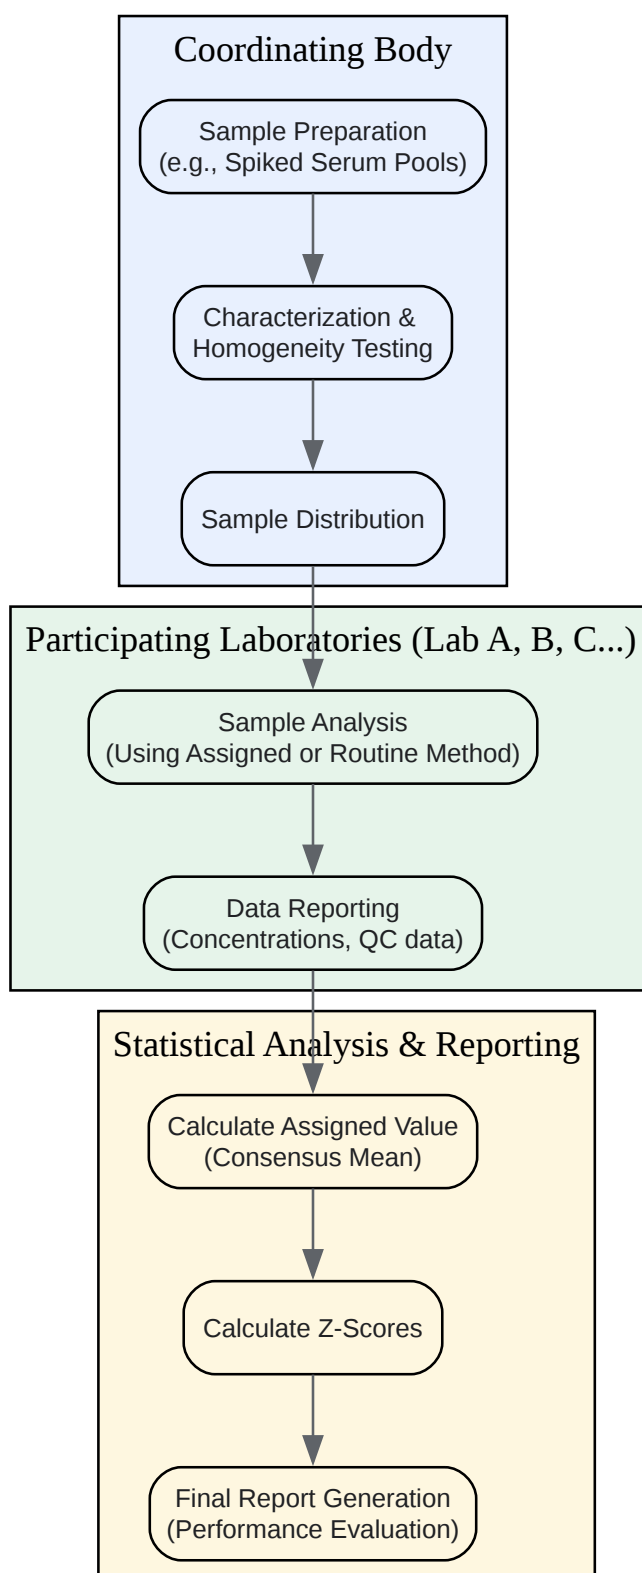 Coordinating Body
Sample Preparation
(e.g., Spiked Serum Pools)
Characterization &
Homogeneity Testing
Sample Distribution
Participating Laboratories (Lab A, B, C...)
Sample Analysis
(Using Assigned or Routine Method)
Data Reporting
(Concentrations, QC data)
Statistical Analysis & Reporting
Calculate Assigned Value
(Consensus Mean)
Calculate Z-Scores
Final Report Generation
(Performance Evaluation)